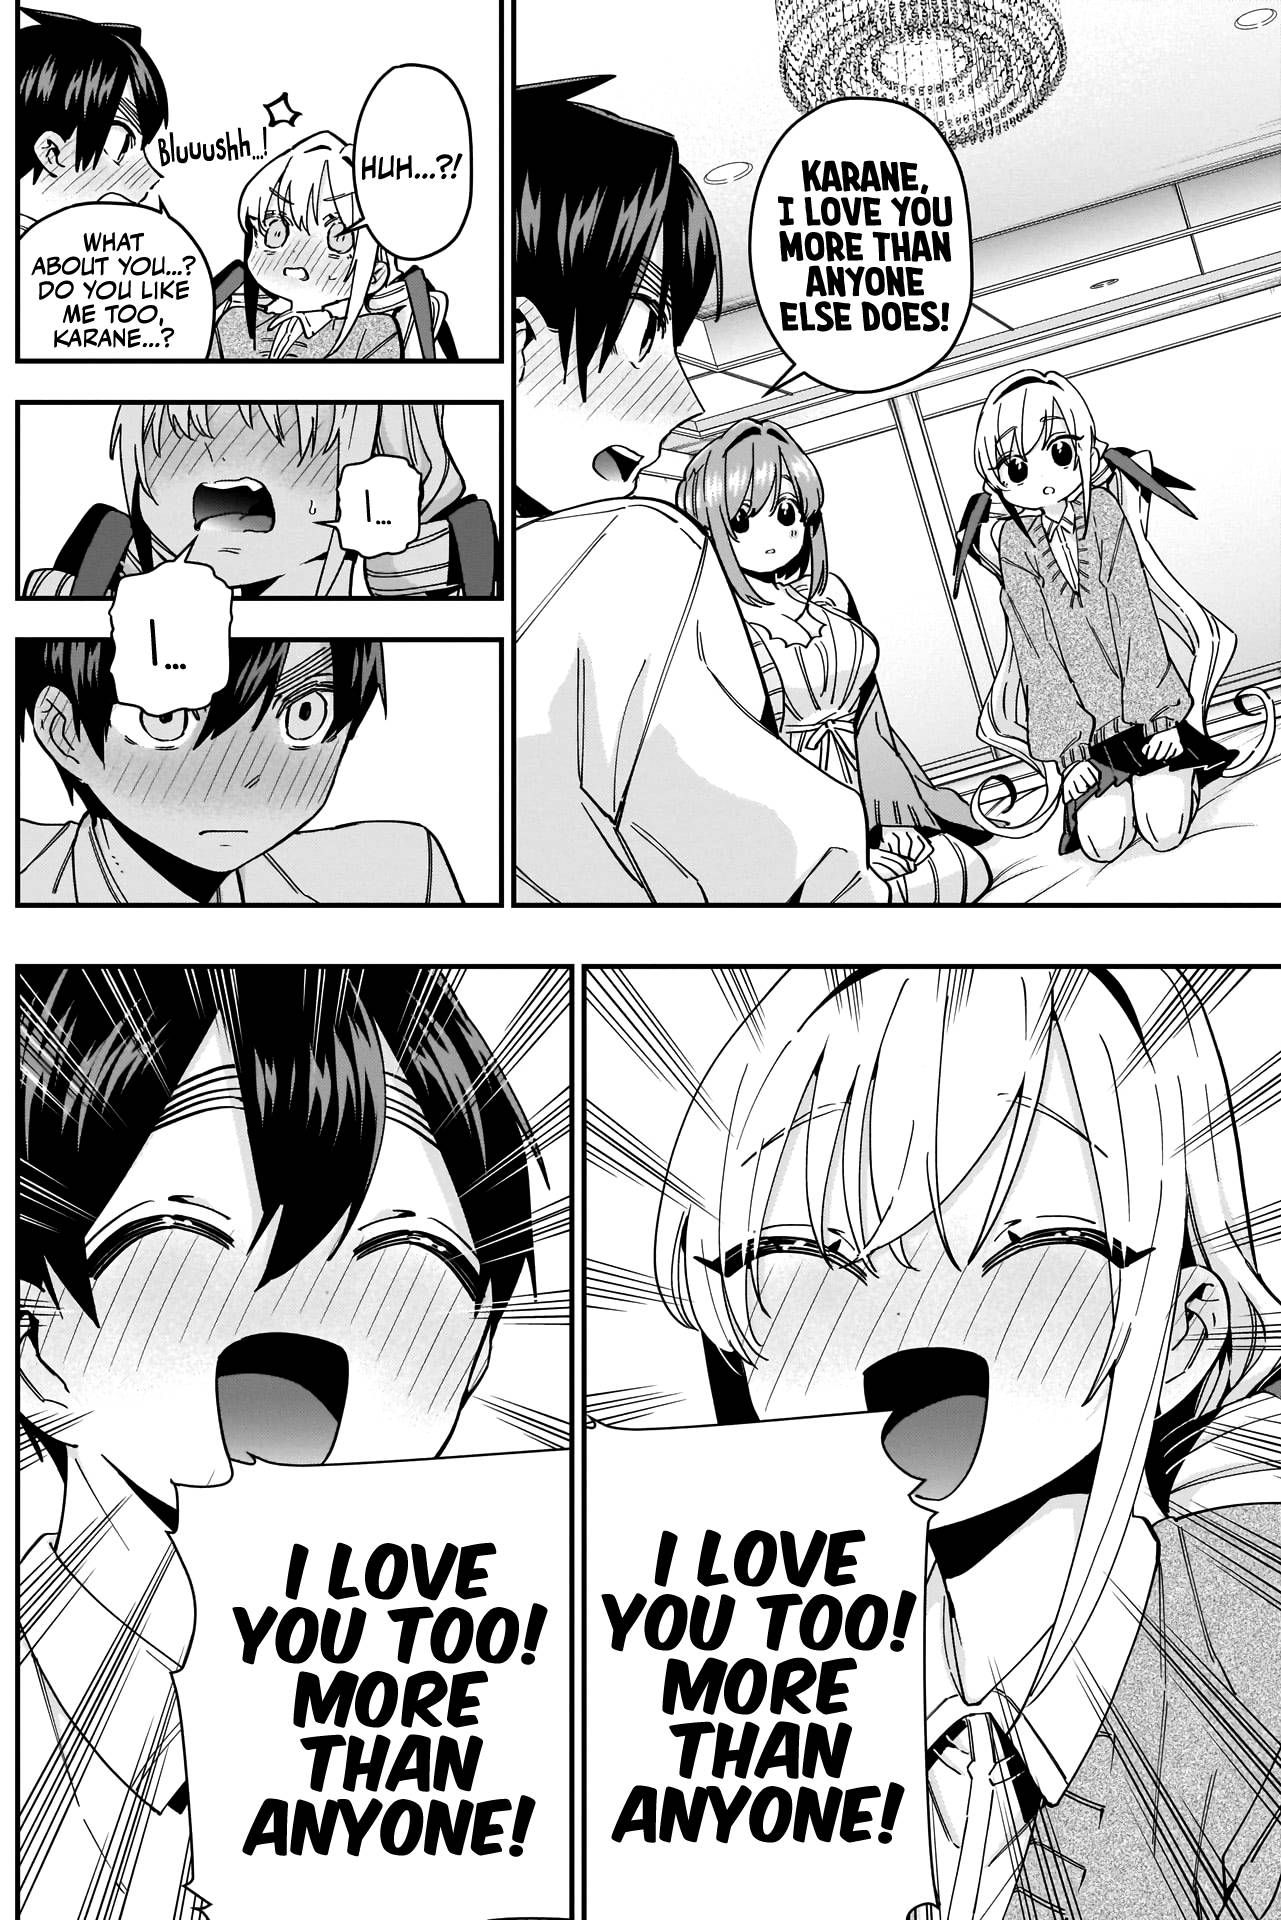 KARANE,
I LOVE YOU
MORE THAN
ANYONE
ELSE DOES!
HUH...?!
Bluuushh...!
WHAT
ABOUT YOU...?
DO YOU LIKE
ME TOO,
KARANE...?
I...
I...
I LOVE
YOU TOO!
MORE
THAN
ANYONE!
I LOVE
YOU TOO!
MORE
THAN
ANYONE!